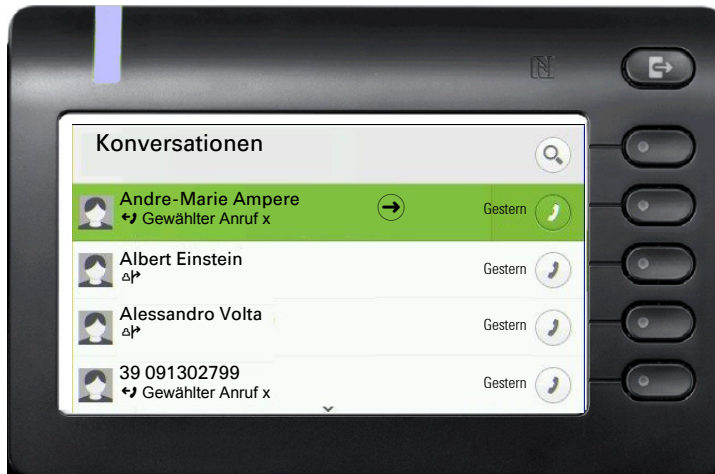 Konversationen
Andre-Marie Ampere
Gewählter Anruf x
Gestern
Albert Einstein
Gestern
Alessandro Volta
Gestern
39 091302799
Gewählter Anruf x
Gestern